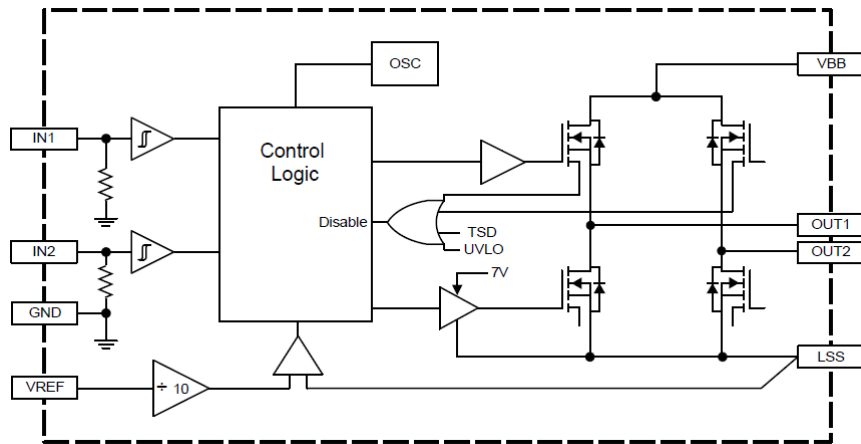 OSC
VBB
IN1
Control
Logic
Disable
TSD
UVLO
OUT1
IN2
OUT2
7V
GND
LSS
VREF
÷ 10